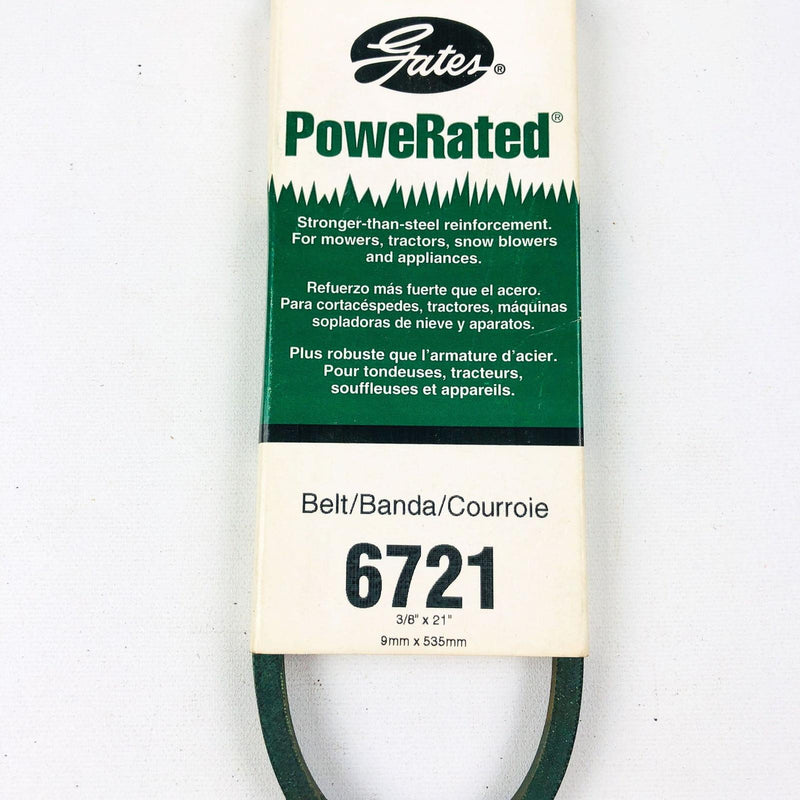 Gates®
PoweRated®
Stronger-than-steel reinforcement.
For mowers, tractors, snow blowers
and appliances.
Refuerzo más fuerte que el acero.
Para cortacéspedes, tractores, máquinas
sopladoras de nieve y aparatos.
Plus robuste que l'armature d'acier.
Pour tondeuses, tracteurs,
souffleuses et appareils.
Belt/Banda/Courroie
6721
3/8" x 21"
9mm x 535mm